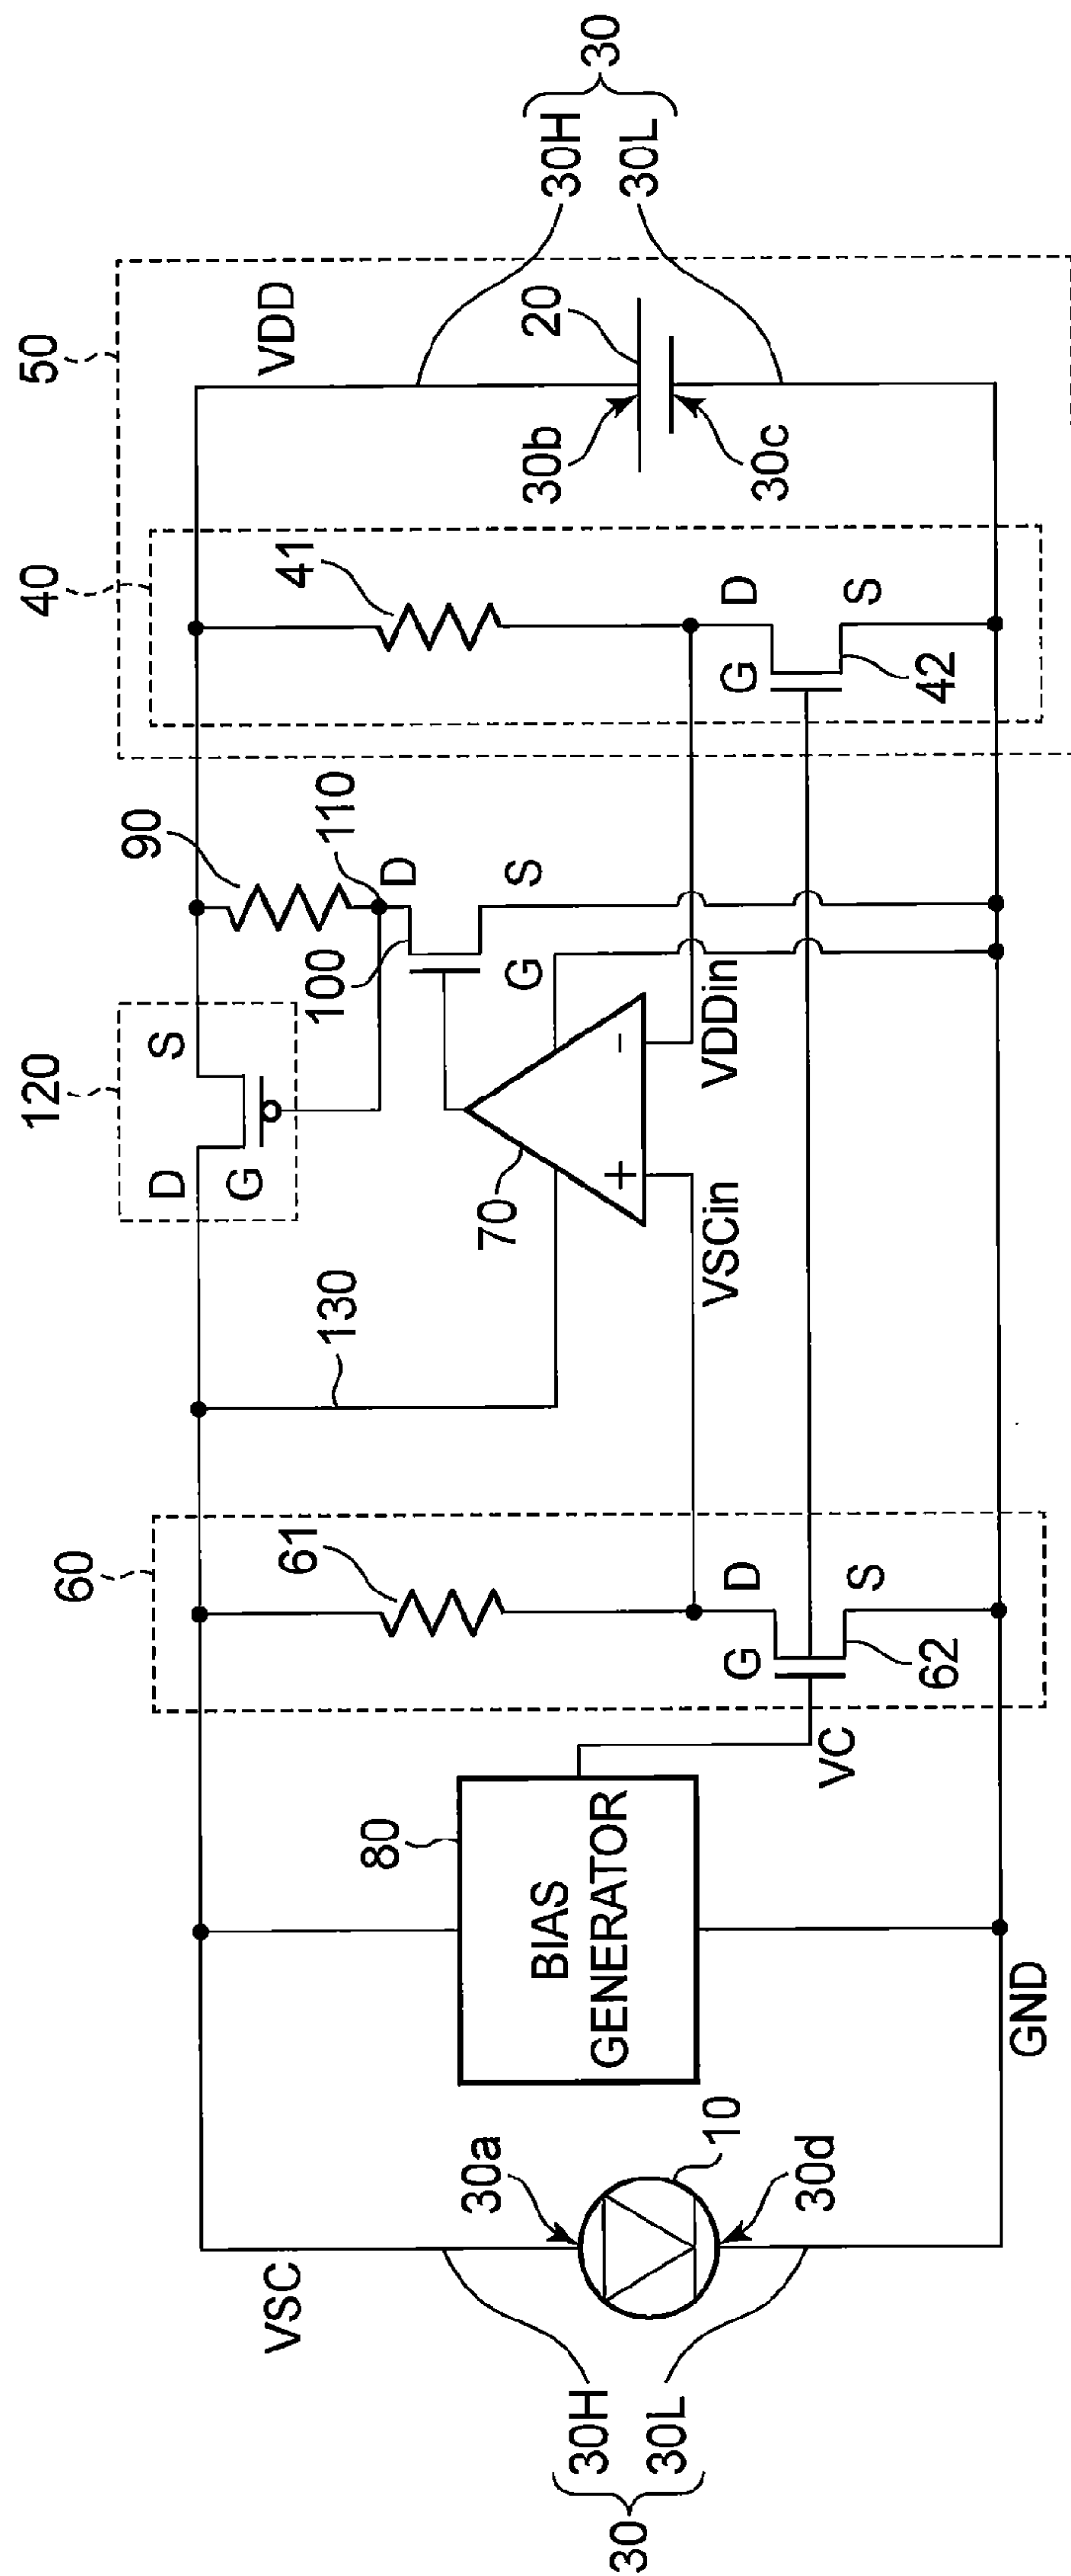 50
40
120
90
60
VDD
41
S
D
G
110
D
100
S
G
130
61
80
VSC
30
30H
30L
20
30b
30c
D
G
S
42
70
+
-
VSCin
VDDin
D
G
S
62
VC
BIAS
GENERATOR
30a
10
30d
GND
30
30H
30L